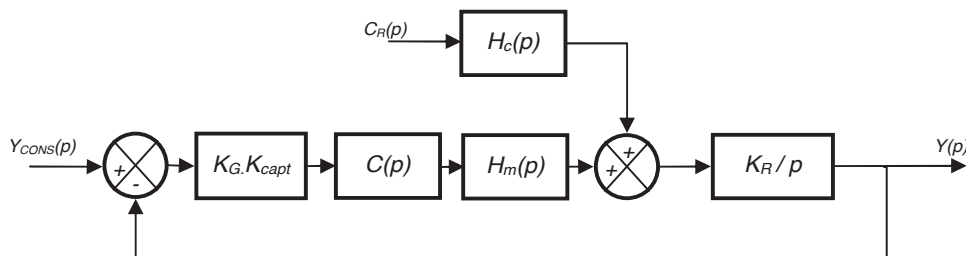 C_R(p)
H_c(p)
Y_CONS(p)
+
-
K_G.K_capt
C(p)
H_m(p)
+
+
K_R / p
Y(p)